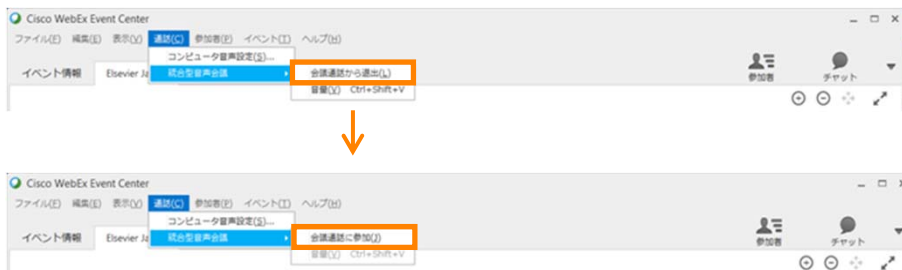 Cisco WebEx Event Center
ファイル(F) 編集(E) 表示(V) 通話(C) 参加者(P) イベント(T) ヘルプ(H)
コンピュータ音声設定(S)...
イベント情報 Elsevier Ja 統合型音声会議 会議通話から退出(L) 参加者 チャット
音量(V) Ctrl+Shift+V
Cisco WebEx Event Center
ファイル(F) 編集(E) 表示(V) 通話(C) 参加者(P) イベント(T) ヘルプ(H)
コンピュータ音声設定(S)...
イベント情報 Elsevier Ja 統合型音声会議 会議通話に参加(J) 参加者 チャット
音量(V) Ctrl+Shift+V